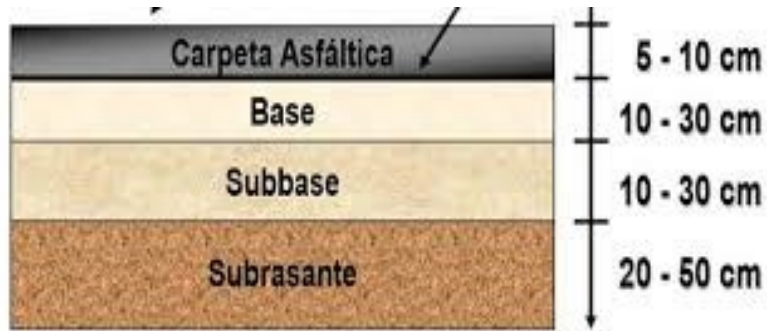 Carpeta Asfáltica 5 - 10 cm
Base 10 - 30 cm
Subbase 10 - 30 cm
Subrasante 20 - 50 cm